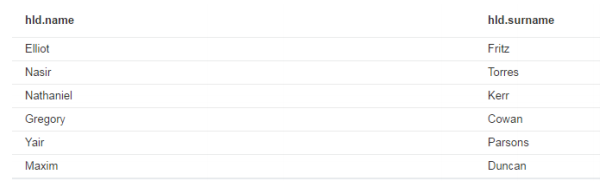 hld.name hld.surname
Elliot Fritz
Nasir Torres
Nathaniel Kerr
Gregory Cowan
Yair Parsons
Maxim Duncan